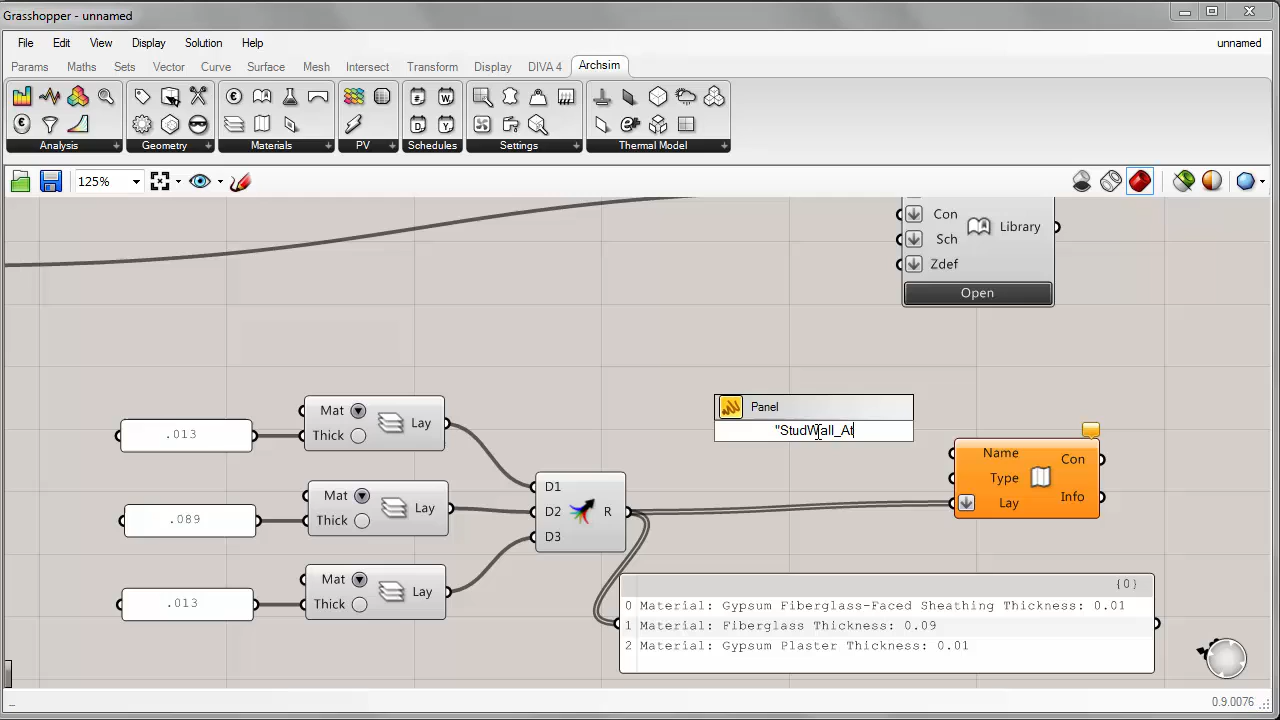 Grasshopper - unnamed
File Edit View Display Solution Help unnamed
Params Maths Sets Vector Curve Surface Mesh Intersect Transform Display DIVA 4 Archsim
Analysis Geometry Materials PV Schedules Settings Thermal Model
125%
Con
Sch
Zdef
Library
Open
Panel
"StudWall_At
.013
Mat
Thick
Lay
.089
Mat
Thick
Lay
.013
Mat
Thick
Lay
D1
D2
D3
R
Name
Type
Lay
Con
Info
{0}
0 Material: Gypsum Fiberglass-Faced Sheathing Thickness: 0.01
1 Material: Fiberglass Thickness: 0.09
2 Material: Gypsum Plaster Thickness: 0.01
0.9.0076